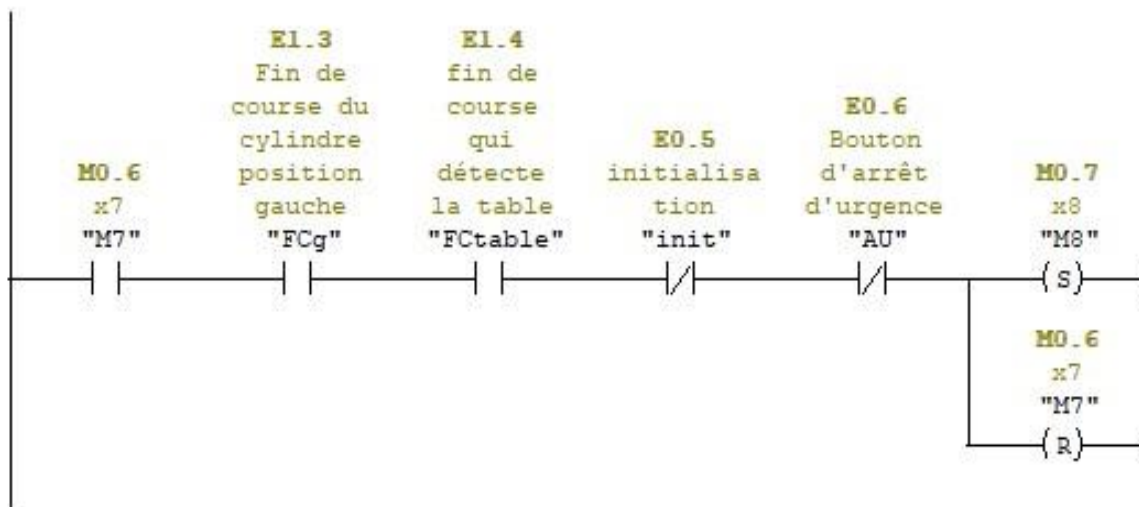 E1.3
Fin de
course du
cylindre
position
gauche
"FCg"
E1.4
fin de
course
qui
détecte
la table
"FCtable"
E0.6
Bouton
d'arrêt
d'urgence
"AU"
E0.5
initialisa
tion
"init"
M0.6
x7
"M7"
M0.7
x8
"M8"
S
M0.6
x7
"M7"
R